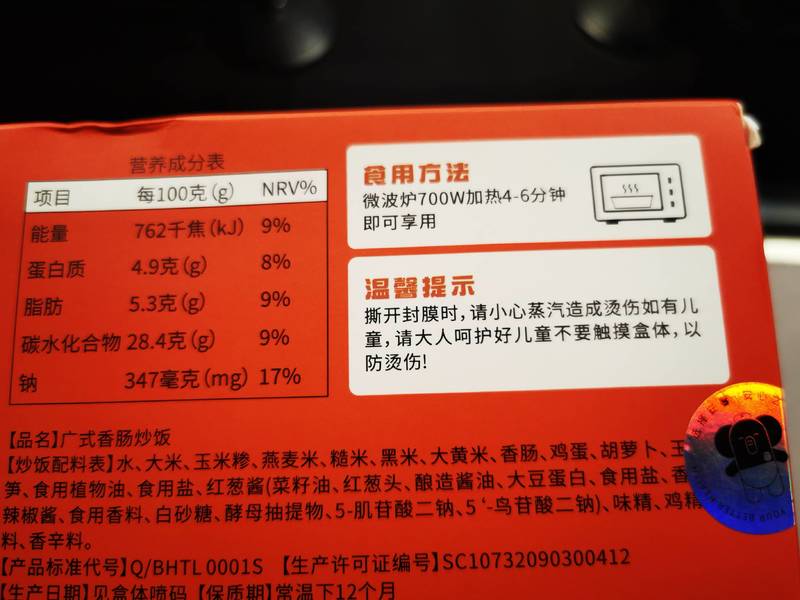 营养成分表
项目 每100克(g) NRV%
能量 762千焦(kJ) 9%
蛋白质 4.9克(g) 8%
脂肪 5.3克(g) 9%
碳水化合物 28.4克(g) 9%
钠 347毫克(mg) 17%
食用方法
微波炉700W加热4-6分钟
即可享用
温馨提示
撕开封膜时,请小心蒸汽造成烫伤如有儿
童,请大人呵护好儿童不要触摸盒体,以
防烫伤!
【品名】广式香肠炒饭
【炒饭配料表】水、大米、玉米糁、燕麦米、糙米、黑米、大黄米、香肠、鸡蛋、胡萝卜、玉
笋、食用植物油、食用盐、红葱酱(菜籽油、红葱头、酿造酱油、大豆蛋白、食用盐、香
辣椒酱、食用香料、白砂糖、酵母抽提物、5-肌苷酸二钠、5‘-鸟苷酸二钠)、味精、鸡精
料、香辛料。
【产品标准代号】Q/BHTL 0001S 【生产许可证编号】SC10732090300412
【生产日期】见盒体喷码 【保质期】常温下12个月
YOUR BETTER